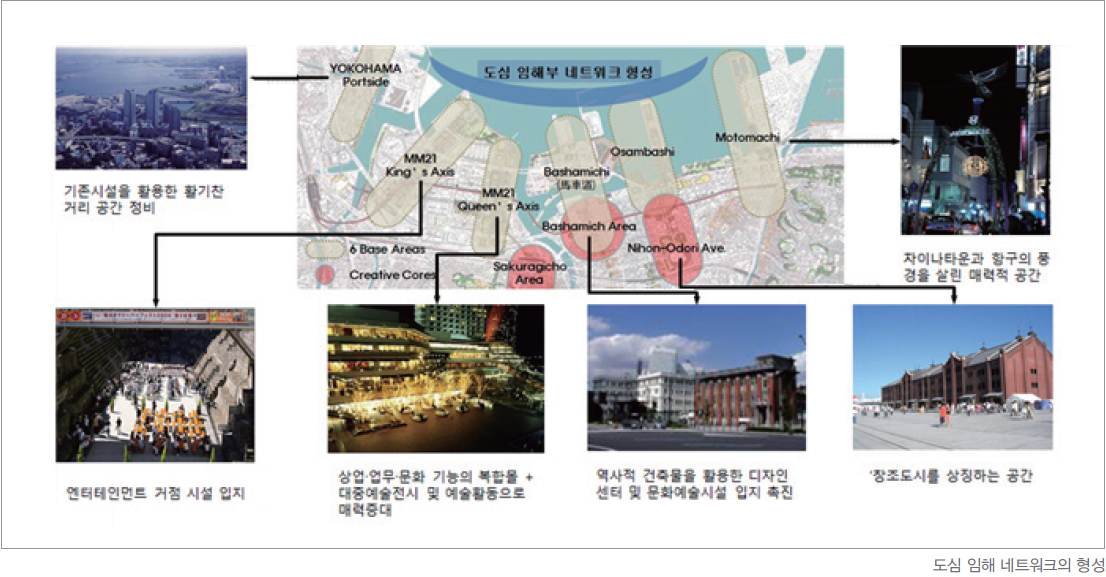 도심 임해부 네트워크 형성
YOKOHAMA
Portside
MM21
King's Axis
MM21
Queen's Axis
Bashamichi
(馬車道)
Osambashi
Motomachi
Bashamich Area
Nihon-Odori Ave.
Sakuragicho
Area
6 Base Areas
Creative Cores
기존시설을 활용한 활기찬
거리 공간 정비
차이나타운과 항구의 풍
경을 살린 매력적 공간
엔터테인먼트 거점 시설 입지
상업·업무·문화 기능의 복합몰 +
대중예술전시 및 예술활동으로
매력증대
역사적 건축물을 활용한 디자인
센터 및 문화예술시설 입지 촉진
'창조도시를 상징하는 공간
도심 임해 네트워크의 형성